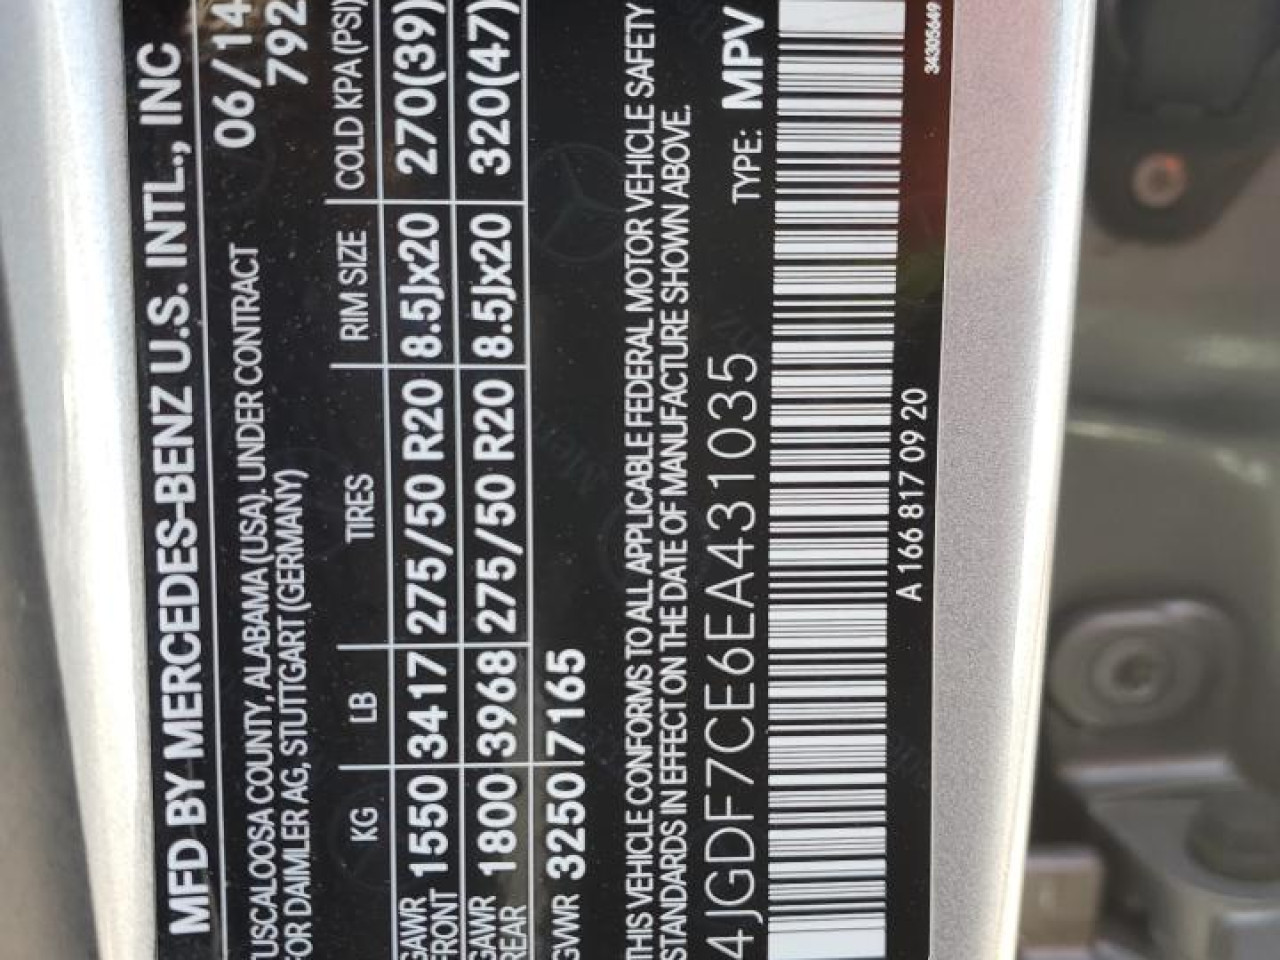 MFD BY MERCEDES-BENZ U.S. INTL., INC
TUSCALOOSA COUNTY, ALABAMA (USA). UNDER CONTRACT 06/14
FOR DAIMLER AG, STUTTGART (GERMANY) 792
KG LB TIRES RIM SIZE COLD KPA (PSI)
GAWR FRONT 1550 3417 275/50 R20 8.5Jx20 270(39)
GAWR REAR 1800 3968 275/50 R20 8.5Jx20 320(47)
GVWR 3250 7165
THIS VEHICLE CONFORMS TO ALL APPLICABLE FEDERAL MOTOR VEHICLE SAFETY
STANDARDS IN EFFECT ON THE DATE OF MANUFACTURE SHOWN ABOVE.
4JGDF7CE6EA431035 TYPE: MPV
A 166 817 09 20
34305649